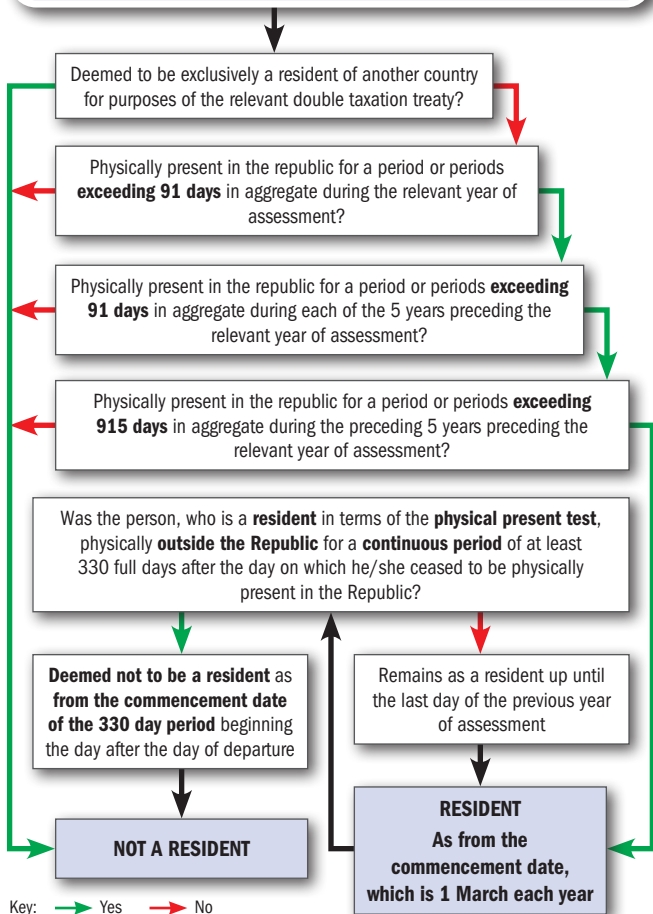 Deemed to be exclusively a resident of another country
for purposes of the relevant double taxation treaty?
Physically present in the republic for a period or periods
exceeding 91 days in aggregate during the relevant year of
assessment?
Physically present in the republic for a period or periods exceeding
91 days in aggregate during each of the 5 years preceding the
relevant year of assessment?
Physically present in the republic for a period or periods exceeding
915 days in aggregate during the preceding 5 years preceding the
relevant year of assessment?
Was the person, who is a resident in terms of the physical present test,
physically outside the Republic for a continuous period of at least
330 full days after the day on which he/she ceased to be physically
present in the Republic?
Deemed not to be a resident as
from the commencement date
of the 330 day period beginning
the day after the day of departure
Remains as a resident up until
the last day of the previous year
of assessment
NOT A RESIDENT
RESIDENT
As from the
commencement date,
which is 1 March each year
Key: Yes No